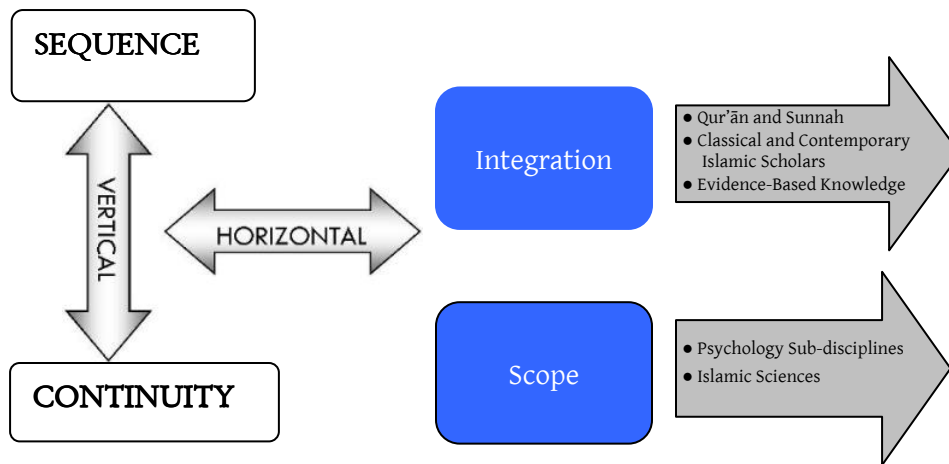 SEQUENCE
VERTICAL
HORIZONTAL
CONTINUITY
Integration
● Qur’ān and Sunnah
● Classical and Contemporary
Islamic Scholars
● Evidence-Based Knowledge
Scope
● Psychology Sub-disciplines
● Islamic Sciences